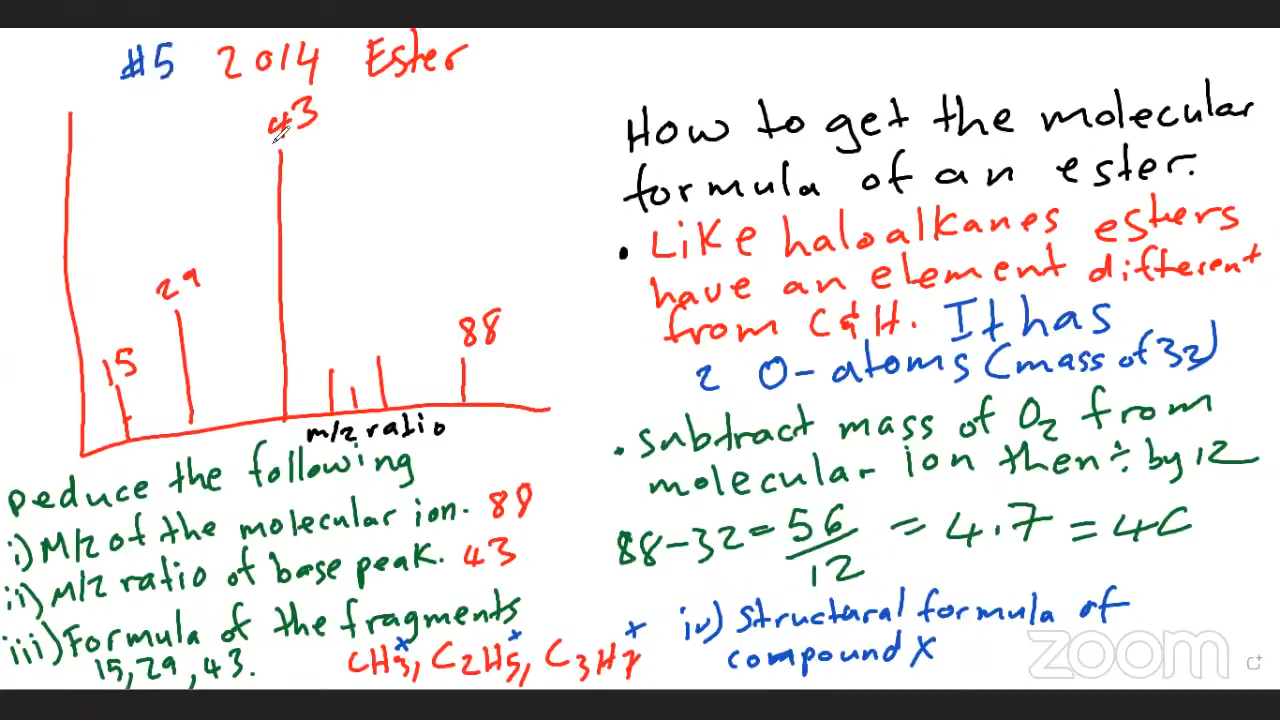 #5 2014 Ester
43
29
15
88
m/z ratio
Deduce the following
i) M/z of the molecular ion. 88
ii) M/z ratio of base peak. 43
iii) Formula of the fragments
15, 29, 43. CH3+, C2H5+, C3H7+
How to get the molecular
formula of an ester.
• Like haloalkanes esters
have an element different
from C&H. It has
2 O-atoms (mass of 32)
• subtract mass of O2 from
molecular ion then ÷ by 12
88-32 = 56/12 = 4.7 = 4C
iv) structural formula of
compound X
zoom